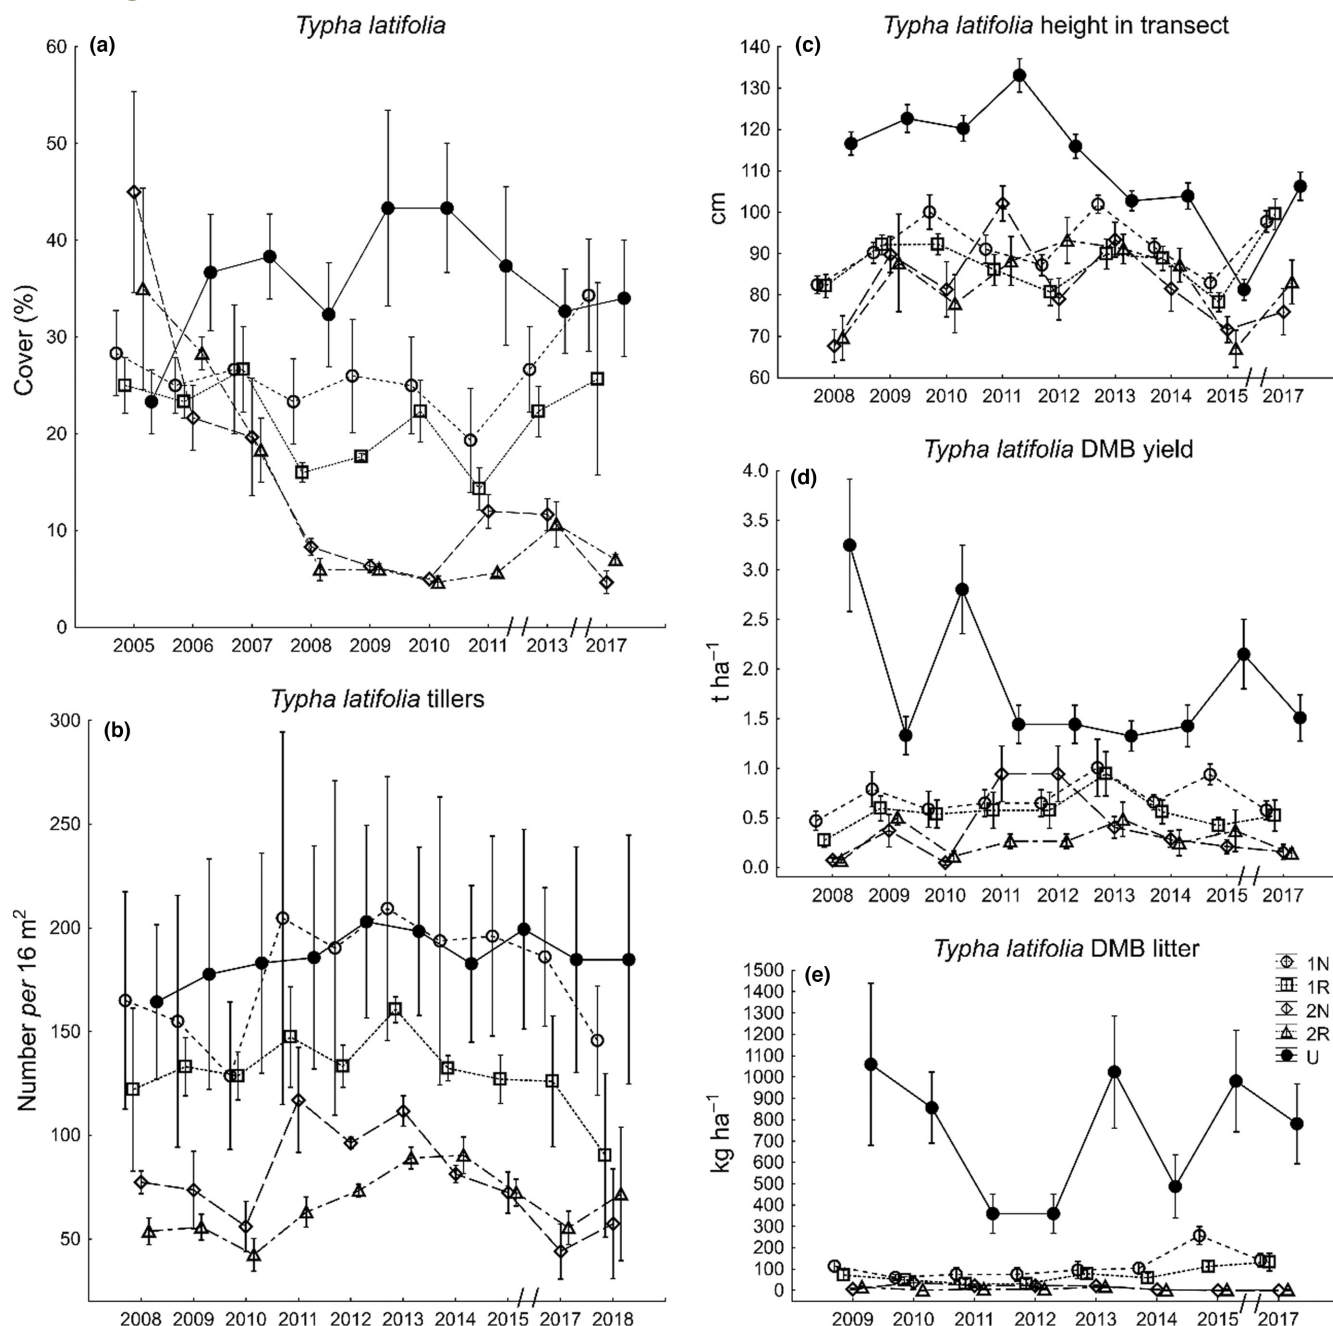 Typha latifolia
(a)
Cover (%)
60
50
40
30
20
10
0
2005 2006 2007 2008 2009 2010 2011 2013 2017
Typha latifolia tillers
(b)
Number per 16 m²
300
250
200
150
100
50
2008 2009 2010 2011 2012 2013 2014 2015 2017 2018
Typha latifolia height in transect
(c)
cm
140
130
120
110
100
90
80
70
60
2008 2009 2010 2011 2012 2013 2014 2015 2017
Typha latifolia DMB yield
(d)
t ha⁻¹
4.0
3.5
3.0
2.5
2.0
1.5
1.0
0.5
0.0
2008 2009 2010 2011 2012 2013 2014 2015 2017
Typha latifolia DMB litter
(e)
kg ha⁻¹
1500
1400
1300
1200
1100
1000
900
800
700
600
500
400
300
200
100
0
2009 2010 2011 2012 2013 2014 2015 2017
1N
1R
2N
2R
U